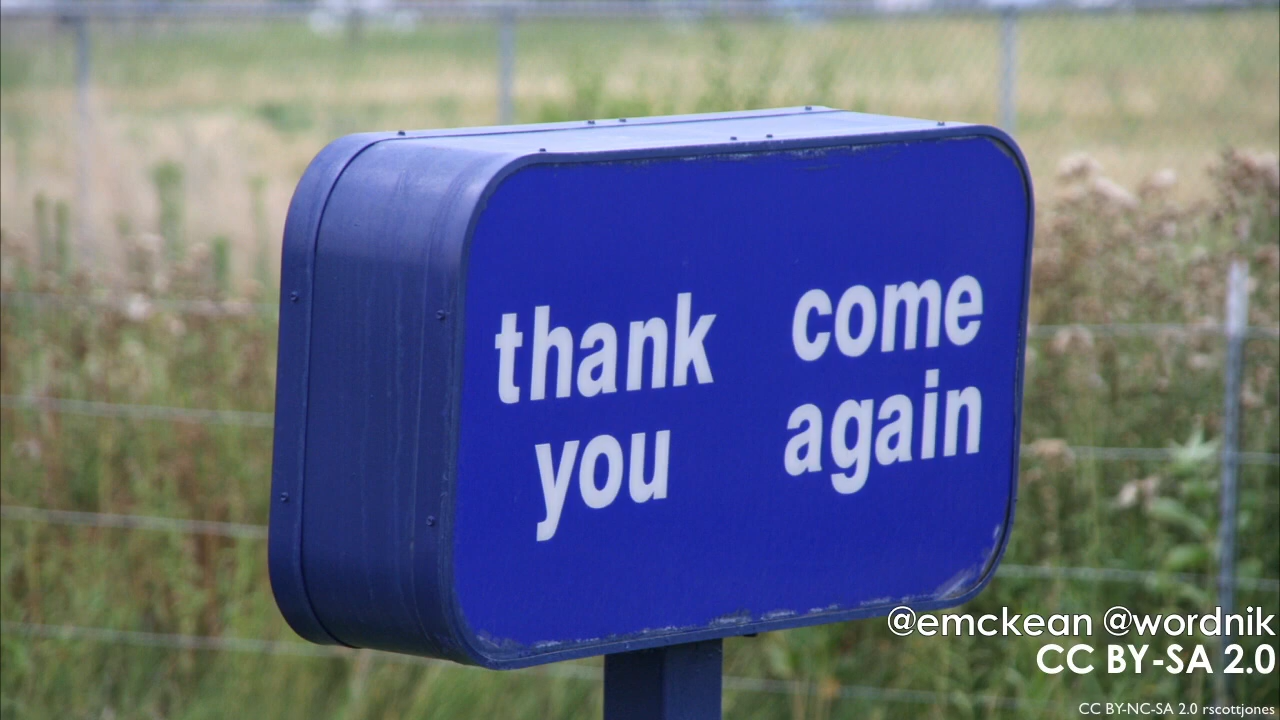 thank
you
come
again
@emckean @wordnik
CC BY-SA 2.0
CC BY-NC-SA 2.0 rscottjones